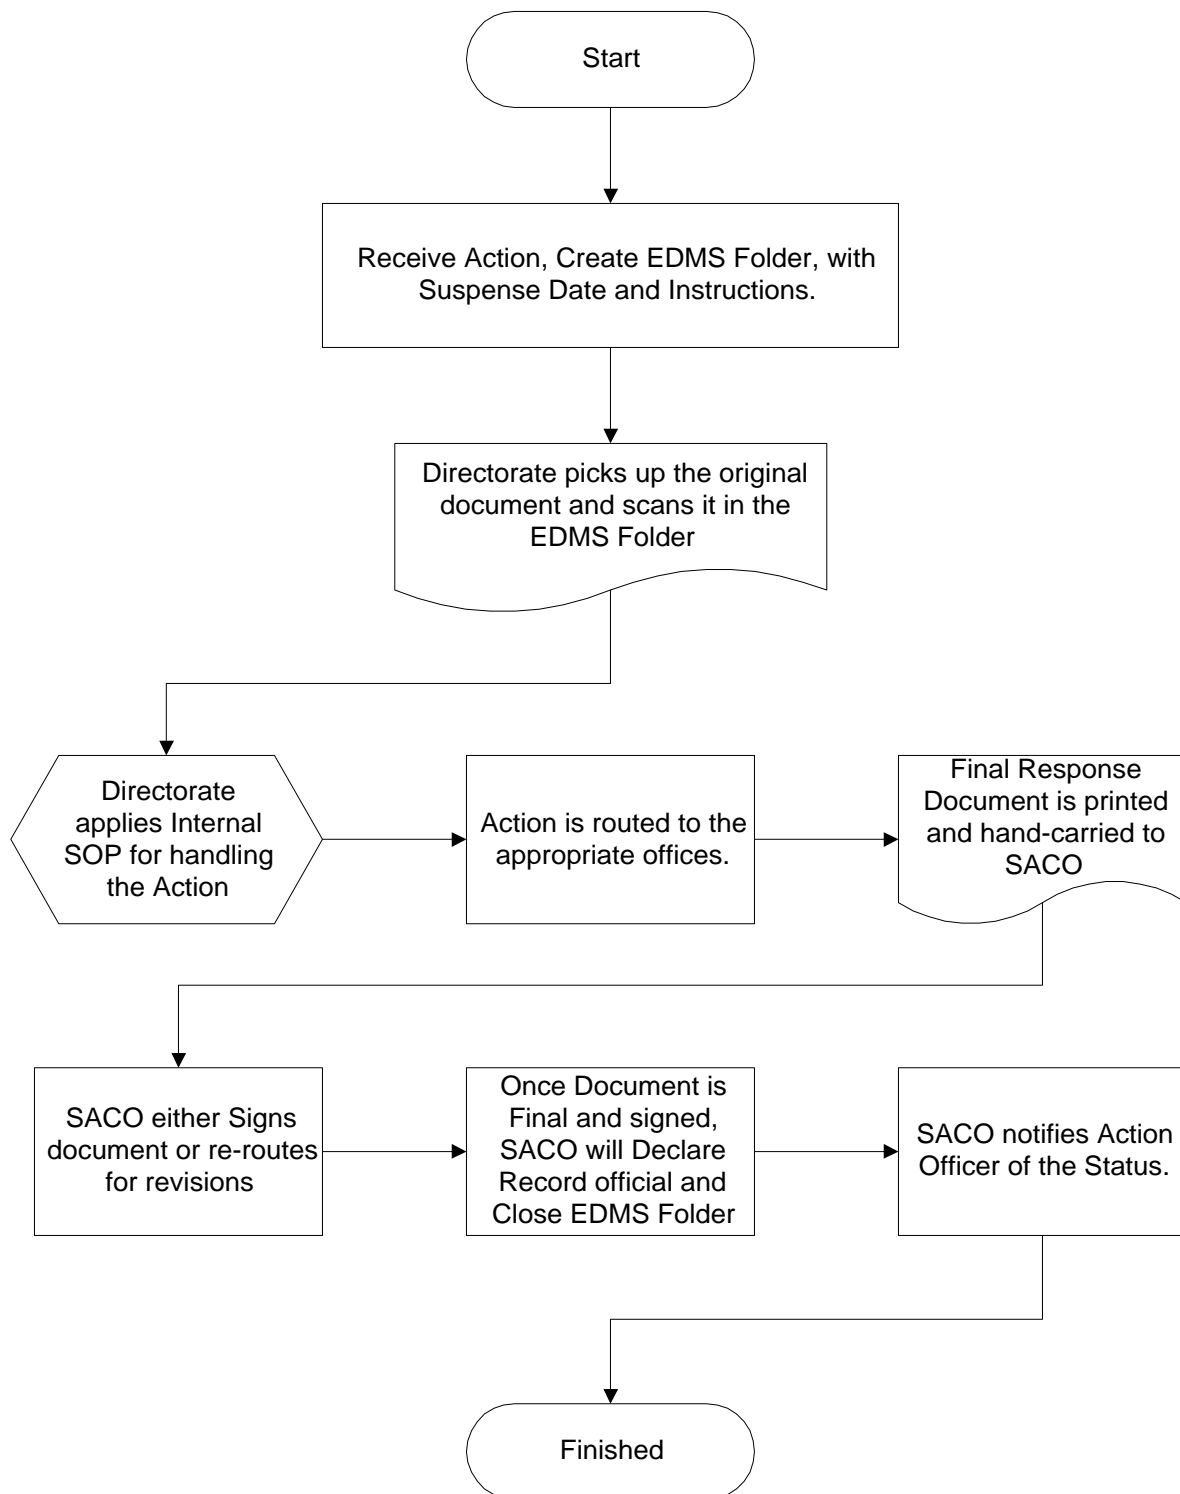 Start
Receive Action, Create EDMS Folder, with
Suspense Date and Instructions.
Directorate picks up the original
document and scans it in the
EDMS Folder
Directorate
applies Internal
SOP for handling
the Action
Action is routed to the
appropriate offices.
Final Response
Document is printed
and hand-carried to
SACO
SACO either Signs
document or re-routes
for revisions
Once Document is
Final and signed,
SACO will Declare
Record official and
Close EDMS Folder
SACO notifies Action
Officer of the Status.
Finished